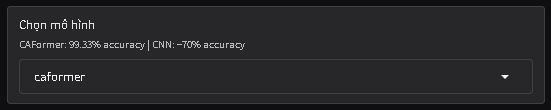 Chọn mô hình
CAFormer: 99.33% accuracy | CNN: ~70% accuracy
caformer